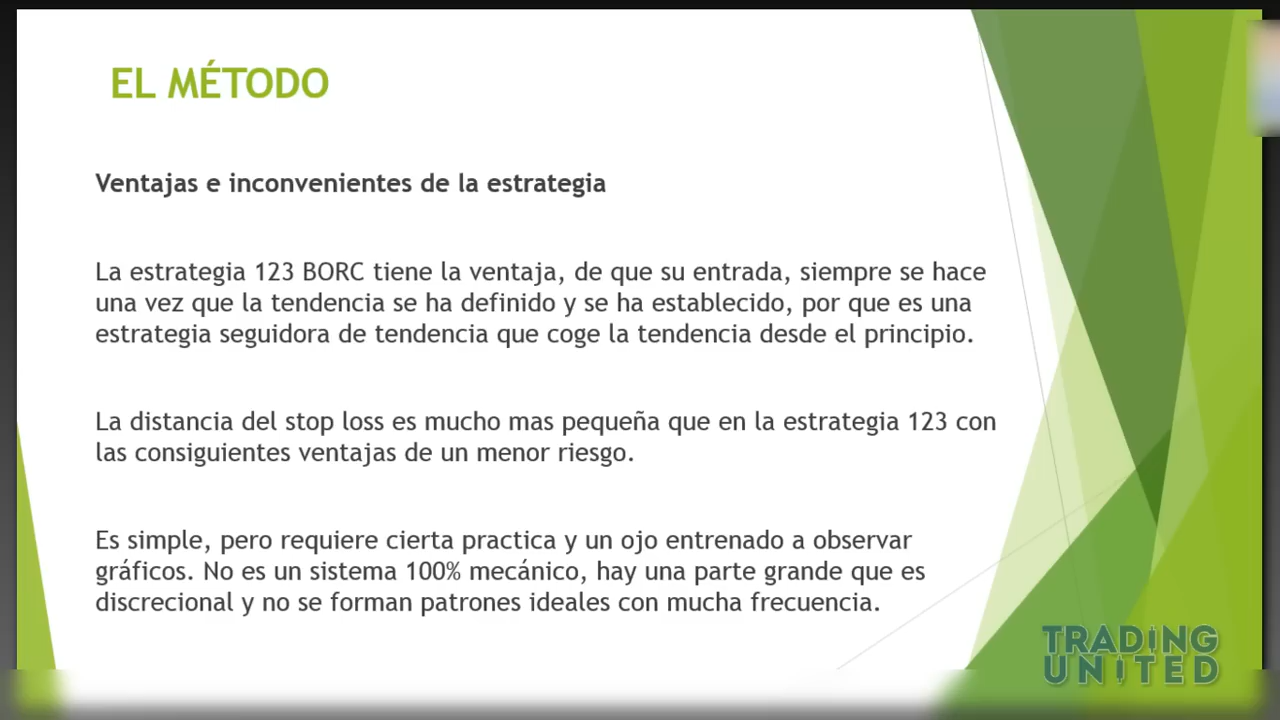 EL MÉTODO
Ventajas e inconvenientes de la estrategia
La estrategia 123 BORC tiene la ventaja, de que su entrada, siempre se hace
una vez que la tendencia se ha definido y se ha establecido, por que es una
estrategia seguidora de tendencia que coge la tendencia desde el principio.
La distancia del stop loss es mucho mas pequeña que en la estrategia 123 con
las consiguientes ventajas de un menor riesgo.
Es simple, pero requiere cierta practica y un ojo entrenado a observar
gráficos. No es un sistema 100% mecánico, hay una parte grande que es
discrecional y no se forman patrones ideales con mucha frecuencia.
TRADING
UNITED